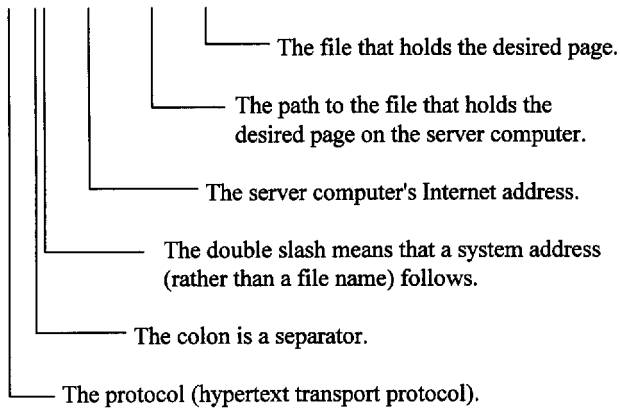 The file that holds the desired page.
The path to the file that holds the
desired page on the server computer.
The server computer's Internet address.
The double slash means that a system address
(rather than a file name) follows.
The colon is a separator.
The protocol (hypertext transport protocol).